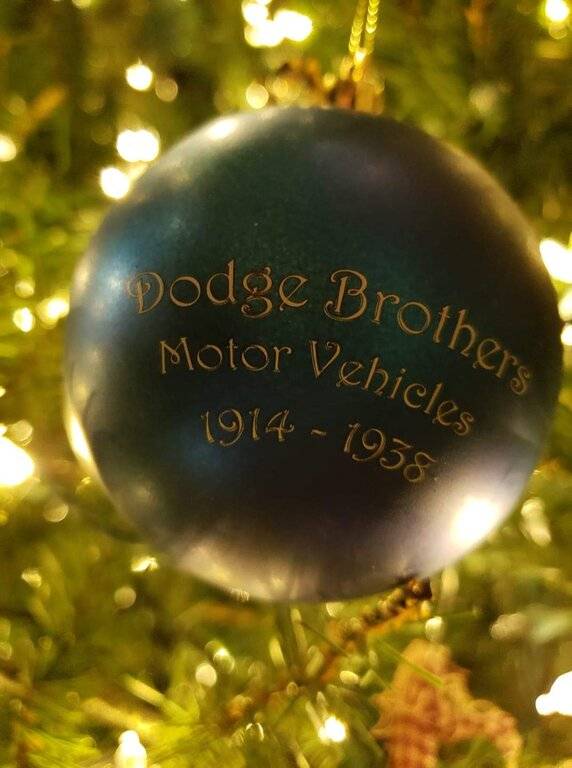 Dodge Brothers
Motor Vehicles
1914 - 1938